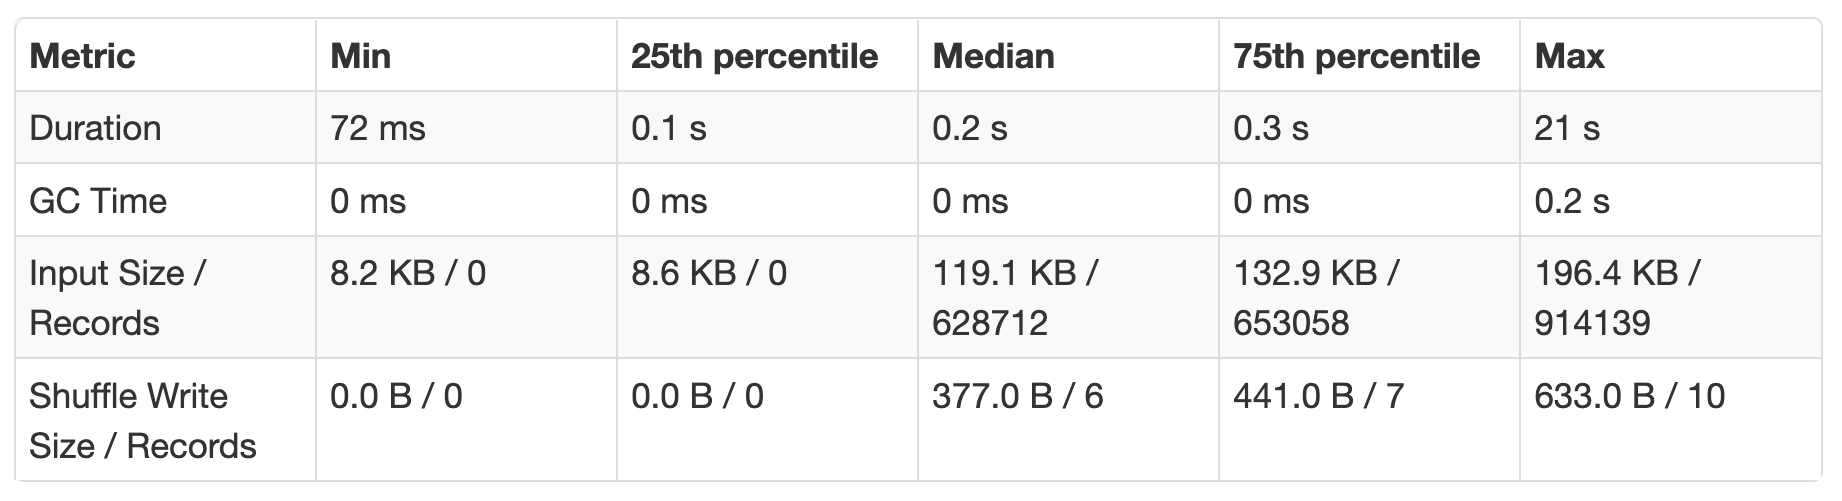 Metric Min 25th percentile Median 75th percentile Max
Duration 72 ms 0.1 s 0.2 s 0.3 s 21 s
GC Time 0 ms 0 ms 0 ms 0 ms 0.2 s
Input Size / 8.2 KB / 0 8.6 KB / 0 119.1 KB / 132.9 KB / 196.4 KB /
Records 628712 653058 914139
Shuffle Write 0.0 B / 0 0.0 B / 0 377.0 B / 6 441.0 B / 7 633.0 B / 10
Size / Records